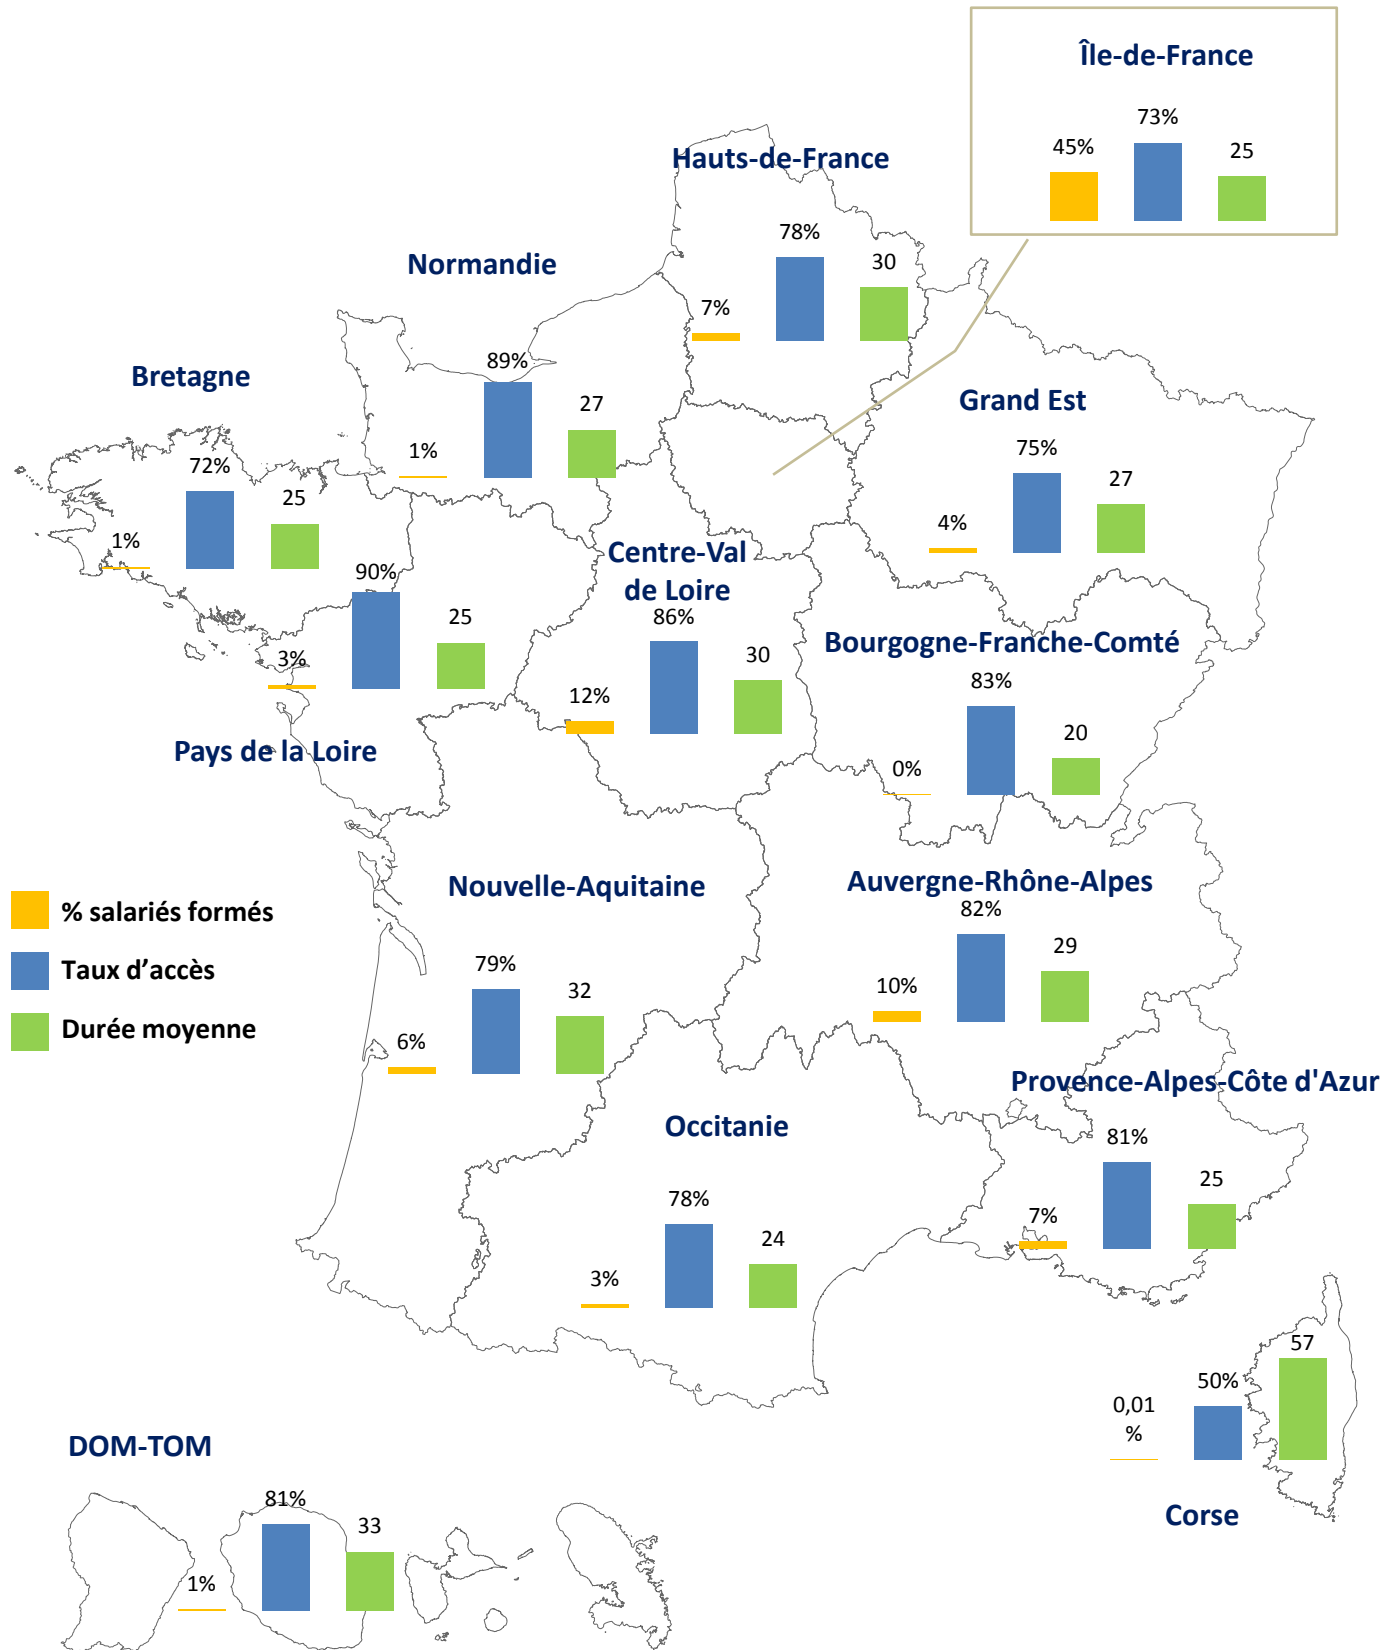 Île-de-France
45%
73%
25
Hauts-de-France
7%
78%
30
Normandie
1%
89%
27
Bretagne
1%
72%
25
Grand Est
4%
75%
27
Centre-Val
de Loire
12%
86%
30
Pays de la Loire
3%
90%
25
Bourgogne-Franche-Comté
0%
83%
20
Nouvelle-Aquitaine
6%
79%
32
Auvergne-Rhône-Alpes
10%
82%
29
% salariés formés
Taux d’accès
Durée moyenne
Provence-Alpes-Côte d'Azur
7%
81%
25
Occitanie
3%
78%
24
0,01
%
50%
57
Corse
DOM-TOM
1%
81%
33